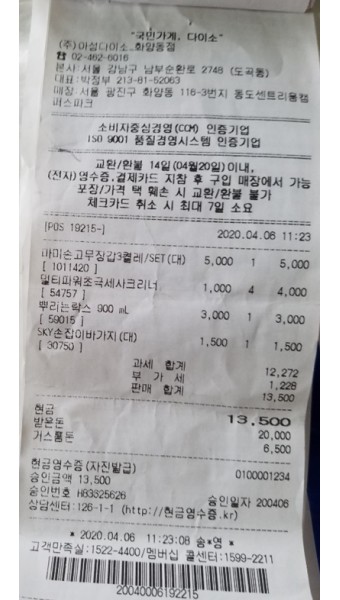 "국민가게, 다이소"
(주)아성다이소_화양동점
☎ 02-462-6016
본사:서울 강남구 남부순환로 2748 (도곡동)
대표:박정부 213-81-52063
매장:서울 광진구 화양동 116-3번지 동도센트리움캠
퍼스파크
소비자중심경영(CCM) 인증기업
ISO 9001 품질경영시스템 인증기업
교환/환불 14일(04월20일)이내,
(전자)영수증,결제카드 지참 후 구입 매장에서 가능
포장/가격 택 훼손 시 교환/환불 불가
체크카드 취소 시 최대 7일 소요
[POS 19215-] 2020.04.06 11:23
마미손고무장갑3켤레/SET(대) 5,000 1 5,000
[ 1011420 ]
멀티파워초극세사크리너 1,000 4 4,000
[ 54757 ]
뿌리는락스 900 mL 3,000 1 3,000
[ 59015 ]
SKY손잡이바가지(대) 1,500 1 1,500
[ 30750 ]
과세 합계 12,272
부 가 세 1,228
판매 합계 13,500
현금 13,500
받은돈 20,000
거스름돈 6,500
현금영수증(자진발급) 0100001234
승인금액 13,500
승인번호 H83325628 승인일자 200406
상담센터:126-1-1 (http://현금영수증.kr)
* 2020.04.06 11:23:08 송*영 *
고객만족실:1522-4400/멤버십 콜센터:1599-2211
20040006192215